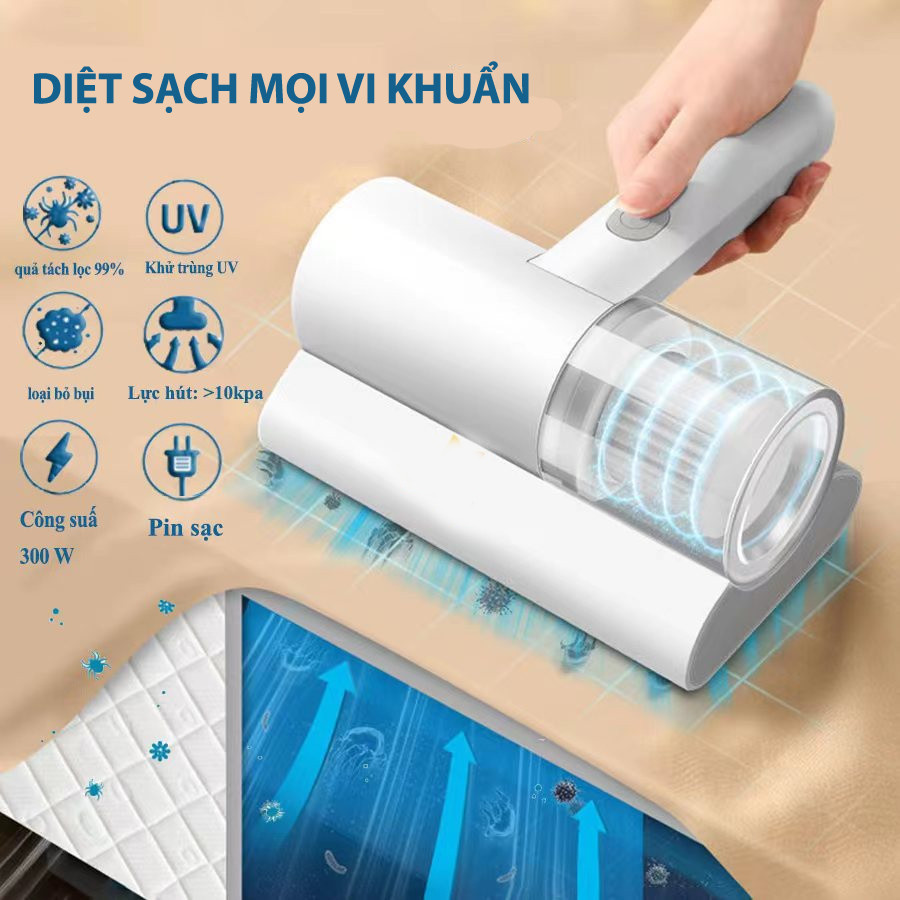 DIỆT SẠCH MỌI VI KHUẨN
UV
quả tách lọc 99%
Khử trùng UV
loại bỏ bụi
Lực hút: >10kpa
Công suấ
300 W
Pin sạc